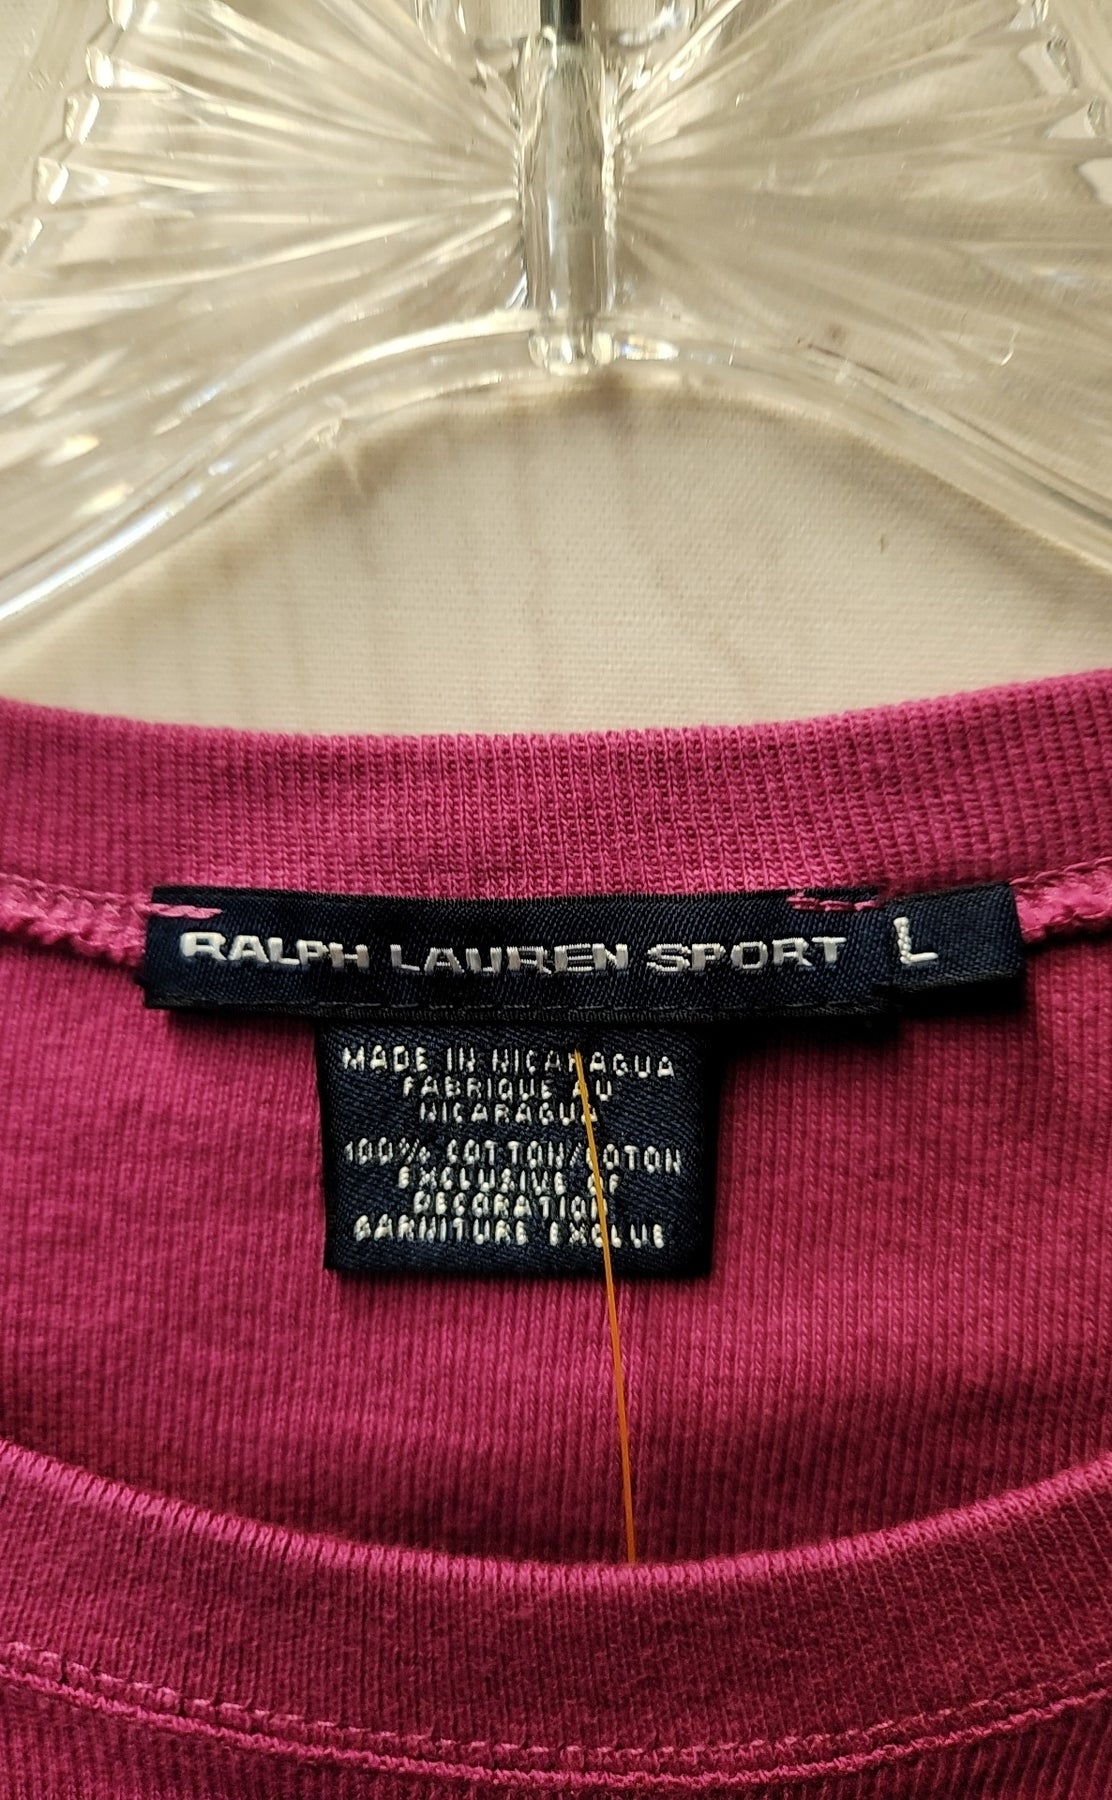 RALPH LAUREN SPORT L
MADE IN NICARAGUA
FABRIQUE AU
NICARAGUA
100% COTTON/COTON
EXCLUSIVE OF
DECORATION
GARNITURE EXCLUE